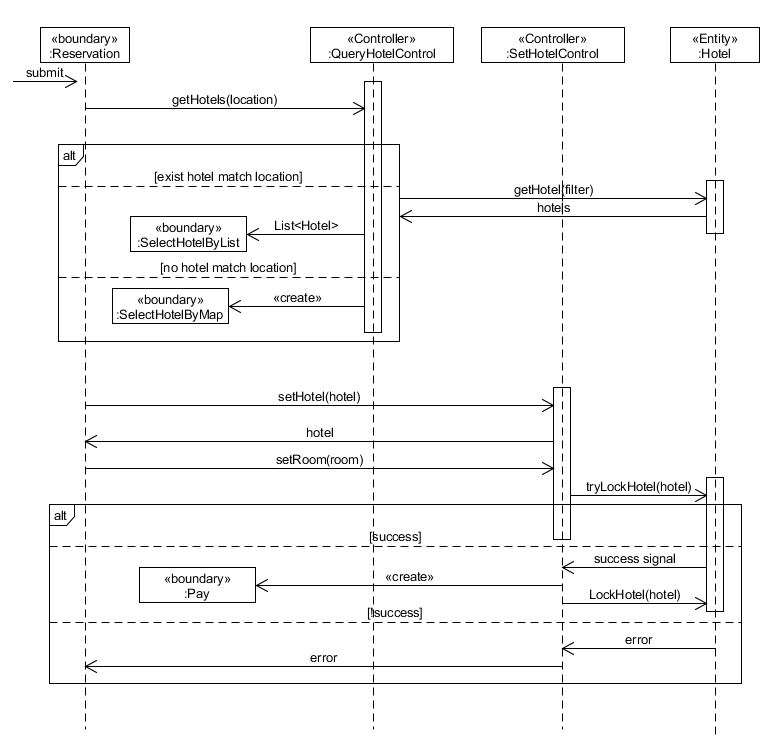 «boundary»
:Reservation
«Controller»
:QueryHotelControl
«Controller»
:SetHotelControl
«Entity»
:Hotel
submit
getHotels(location)
alt
[exist hotel match location]
getHotel(filter)
hotels
«boundary»
:SelectHotelByList
List<Hotel>
[no hotel match location]
«boundary»
:SelectHotelByMap
«create»
setHotel(hotel)
hotel
setRoom(room)
tryLockHotel(hotel)
alt
[success]
success signal
«boundary»
:Pay
«create»
LockHotel(hotel)
[!success]
error
error